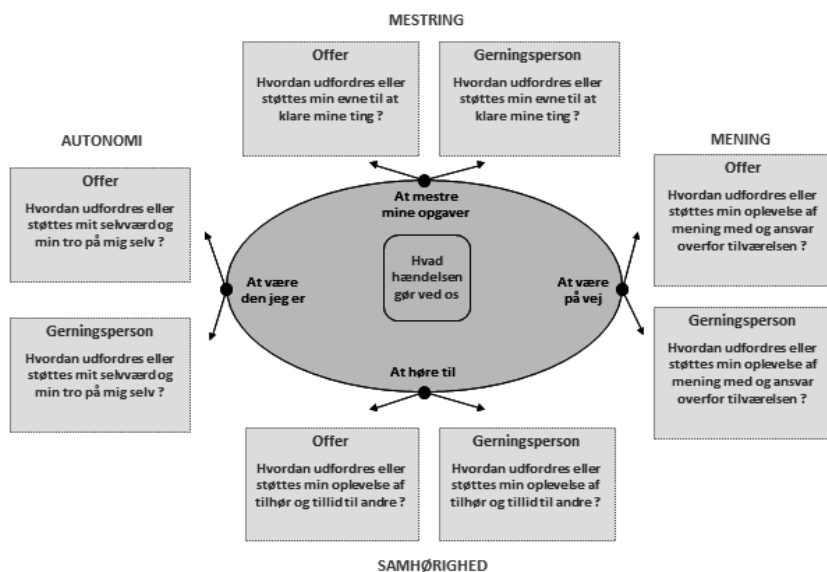 MESTRING
Offer
Hvordan udfordres eller
støttes min evne til at
klare mine ting ?
Gerningsperson
Hvordan udfordres eller
støttes min evne til at
klare mine ting ?
AUTONOMI
Offer
Hvordan udfordres eller
støttes mit selvværd og
min tro på mig selv ?
Gerningsperson
Hvordan udfordres eller
støttes mit selvværd og
min tro på mig selv ?
At mestre
mine opgaver
At være
den jeg er
Hvad
hændelsen
gør ved os
At være
på vej
At høre til
MENING
Offer
Hvordan udfordres eller
støttes min oplevelse af
mening med og ansvar
overfor tilværelsen ?
Gerningsperson
Hvordan udfordres eller
støttes min oplevelse af
mening med og ansvar
overfor tilværelsen ?
Offer
Hvordan udfordres eller
støttes min oplevelse af
tilhør og tillid til andre ?
Gerningsperson
Hvordan udfordres eller
støttes min oplevelse af
tilhør og tillid til andre ?
SAMHØRIGHED